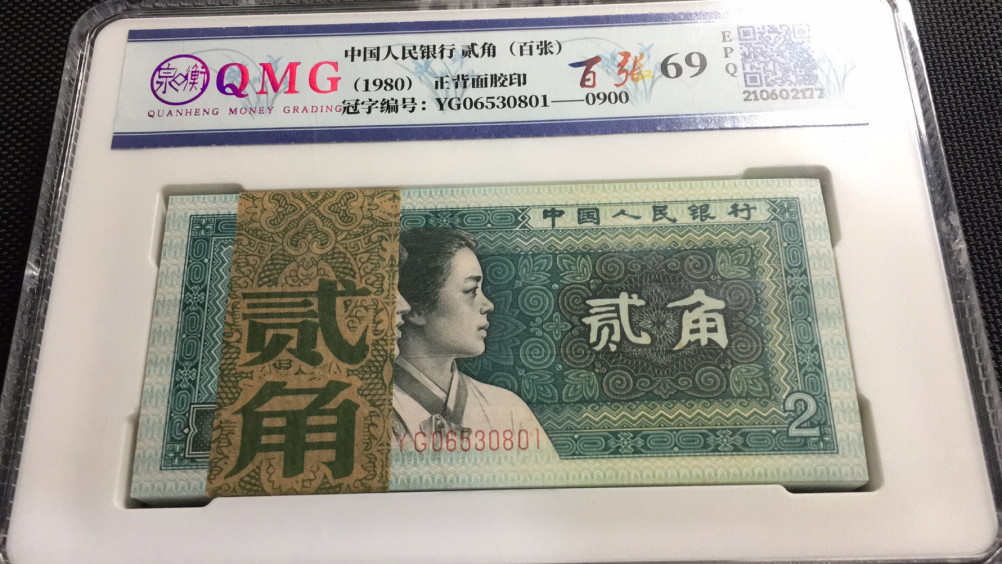 中国人民银行 贰角（百张）
泉衡 QMG
（1980） 正背面胶印
百张 69
EPQ
QUANHENG MONEY GRADING
冠字编号：YG06530801——0900
210602177
中国人民银行
贰角
贰角
YG06530801
2